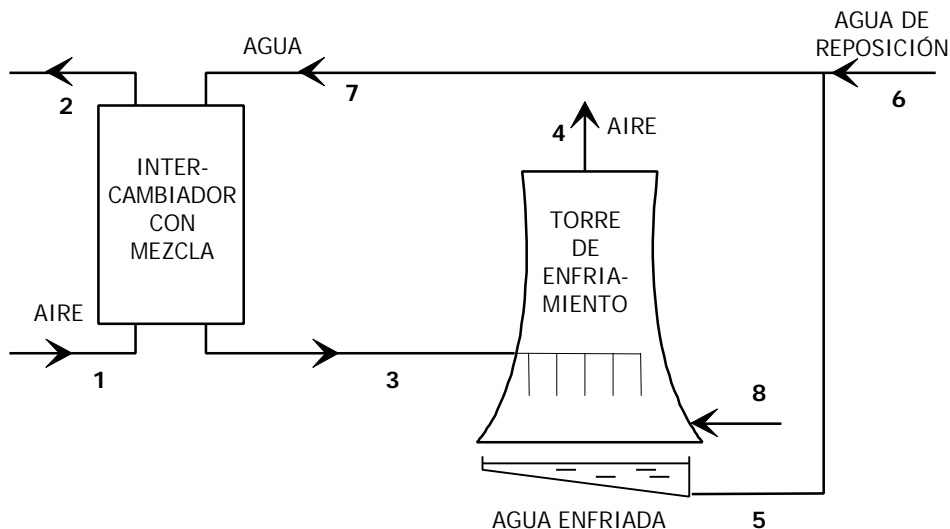 AGUA DE
REPOSICIÓN
AGUA
2
7
6
4
AIRE
INTER-
CAMBIADOR
CON
MEZCLA
TORRE
DE
ENFRIA-
MIENTO
AIRE
1
3
8
AGUA ENFRIADA
5